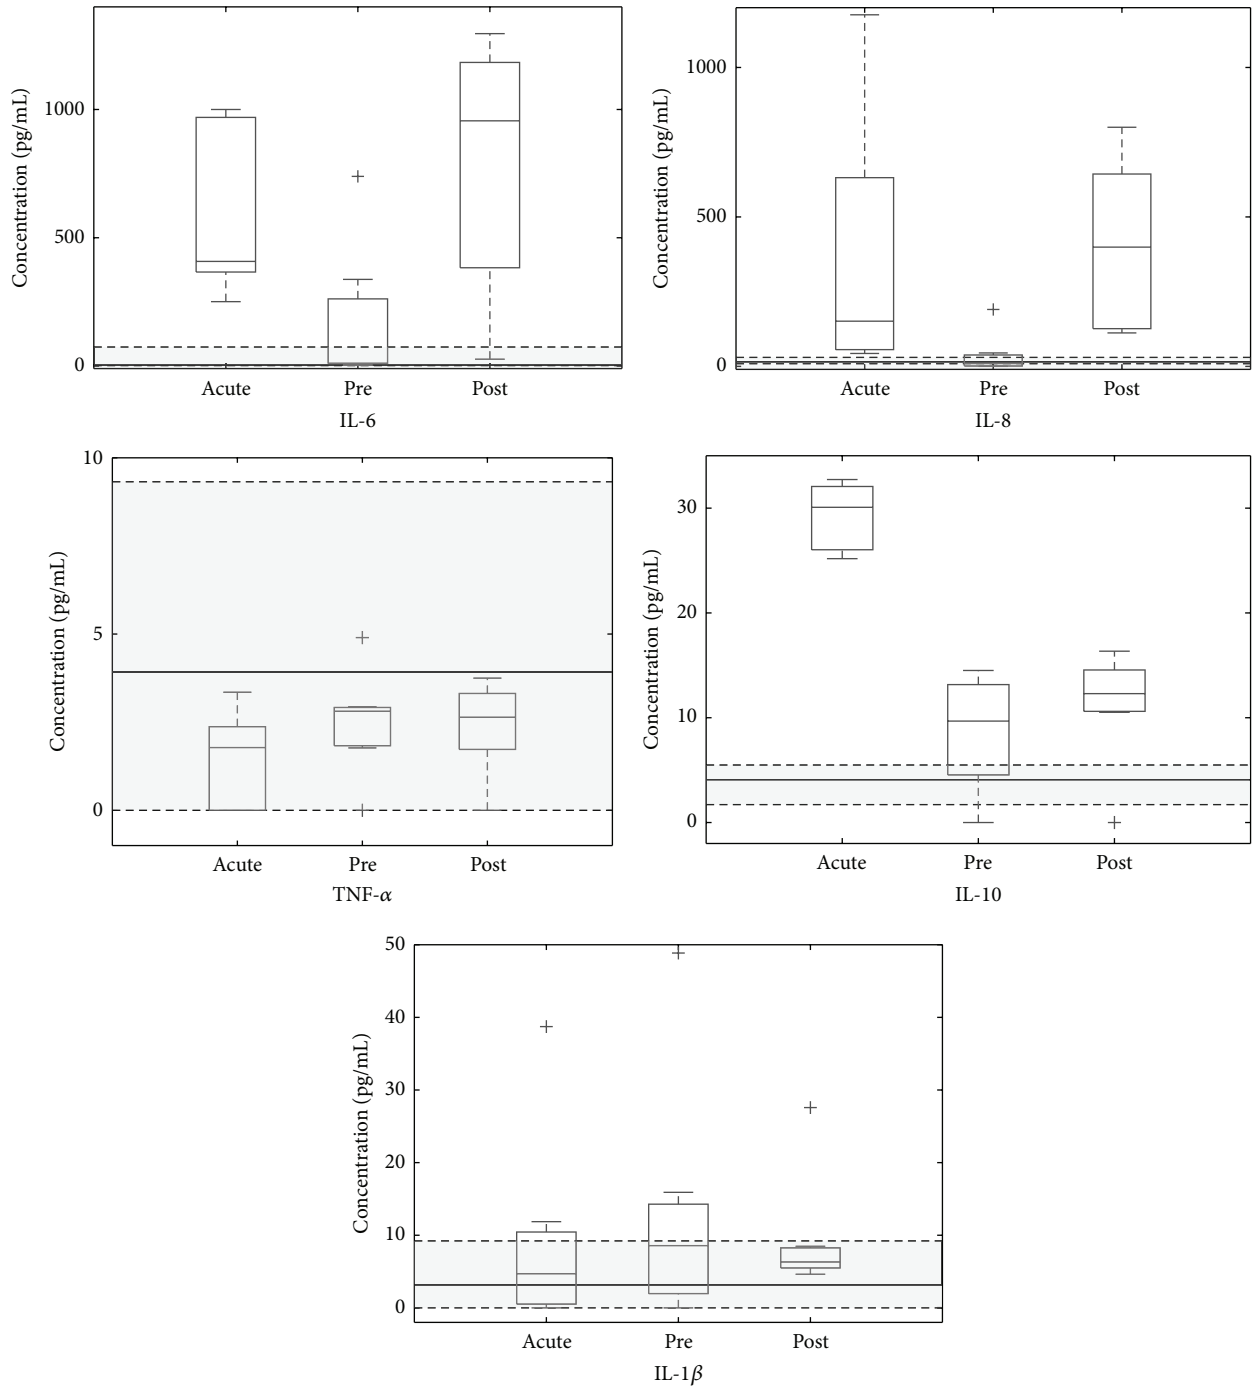 Concentration (pg/mL)
1000
500
0
Acute Pre Post
IL-6
Concentration (pg/mL)
1000
500
0
Acute Pre Post
IL-8
Concentration (pg/mL)
10
5
0
Acute Pre Post
TNF-α
Concentration (pg/mL)
30
20
10
0
Acute Pre Post
IL-10
Concentration (pg/mL)
50
40
30
20
10
0
Acute Pre Post
IL-1β